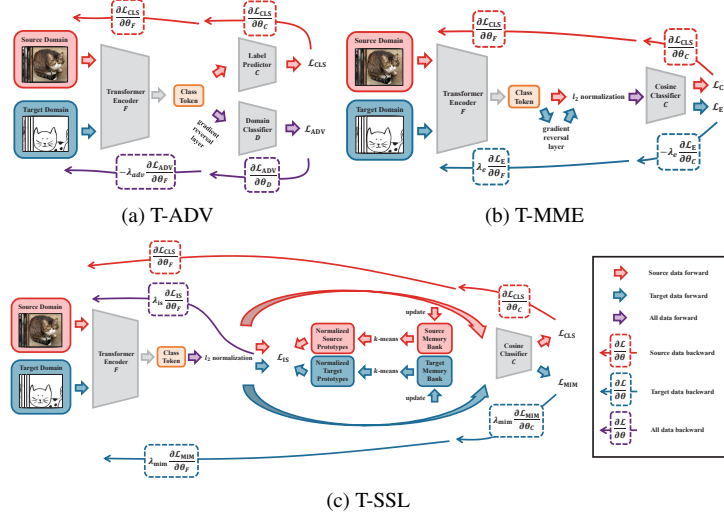 ∂ℒ_CLS/∂θ_F
∂ℒ_CLS/∂θ_C
Source Domain
Target Domain
Transformer
Encoder
F
Class
Token
gradient
reversal
layer
Label
Predictor
C
Domain
Classifier
D
ℒ_CLS
ℒ_ADV
−λ_adv ∂ℒ_ADV/∂θ_F
∂ℒ_ADV/∂θ_D
(a) T-ADV
∂ℒ_CLS/∂θ_F
∂ℒ_CLS/∂θ_C
Source Domain
Target Domain
Transformer
Encoder
F
Class
Token
l₂ normalization
gradient
reversal
layer
Cosine
Classifier
C
ℒ_C
ℒ_E
λ_e ∂ℒ_E/∂θ_F
−λ_e ∂ℒ_E/∂θ_C
(b) T-MME
∂ℒ_CLS/∂θ_F
λ_is ∂ℒ_IS/∂θ_F
∂ℒ_CLS/∂θ_C
Source Domain
Target Domain
Transformer
Encoder
F
Class
Token
l₂ normalization
ℒ_IS
Normalized
Source
Prototypes
Normalized
Target
Prototypes
k-means
k-means
update
Source
Memory
Bank
Target
Memory
Bank
update
Cosine
Classifier
C
ℒ_CLS
ℒ_MIM
λ_mim ∂ℒ_MIM/∂θ_C
λ_mim ∂ℒ_MIM/∂θ_F
Source data forward
Target data forward
All data forward
∂ℒ/∂θ Source data backward
∂ℒ/∂θ Target data backward
∂ℒ/∂θ All data backward
(c) T-SSL